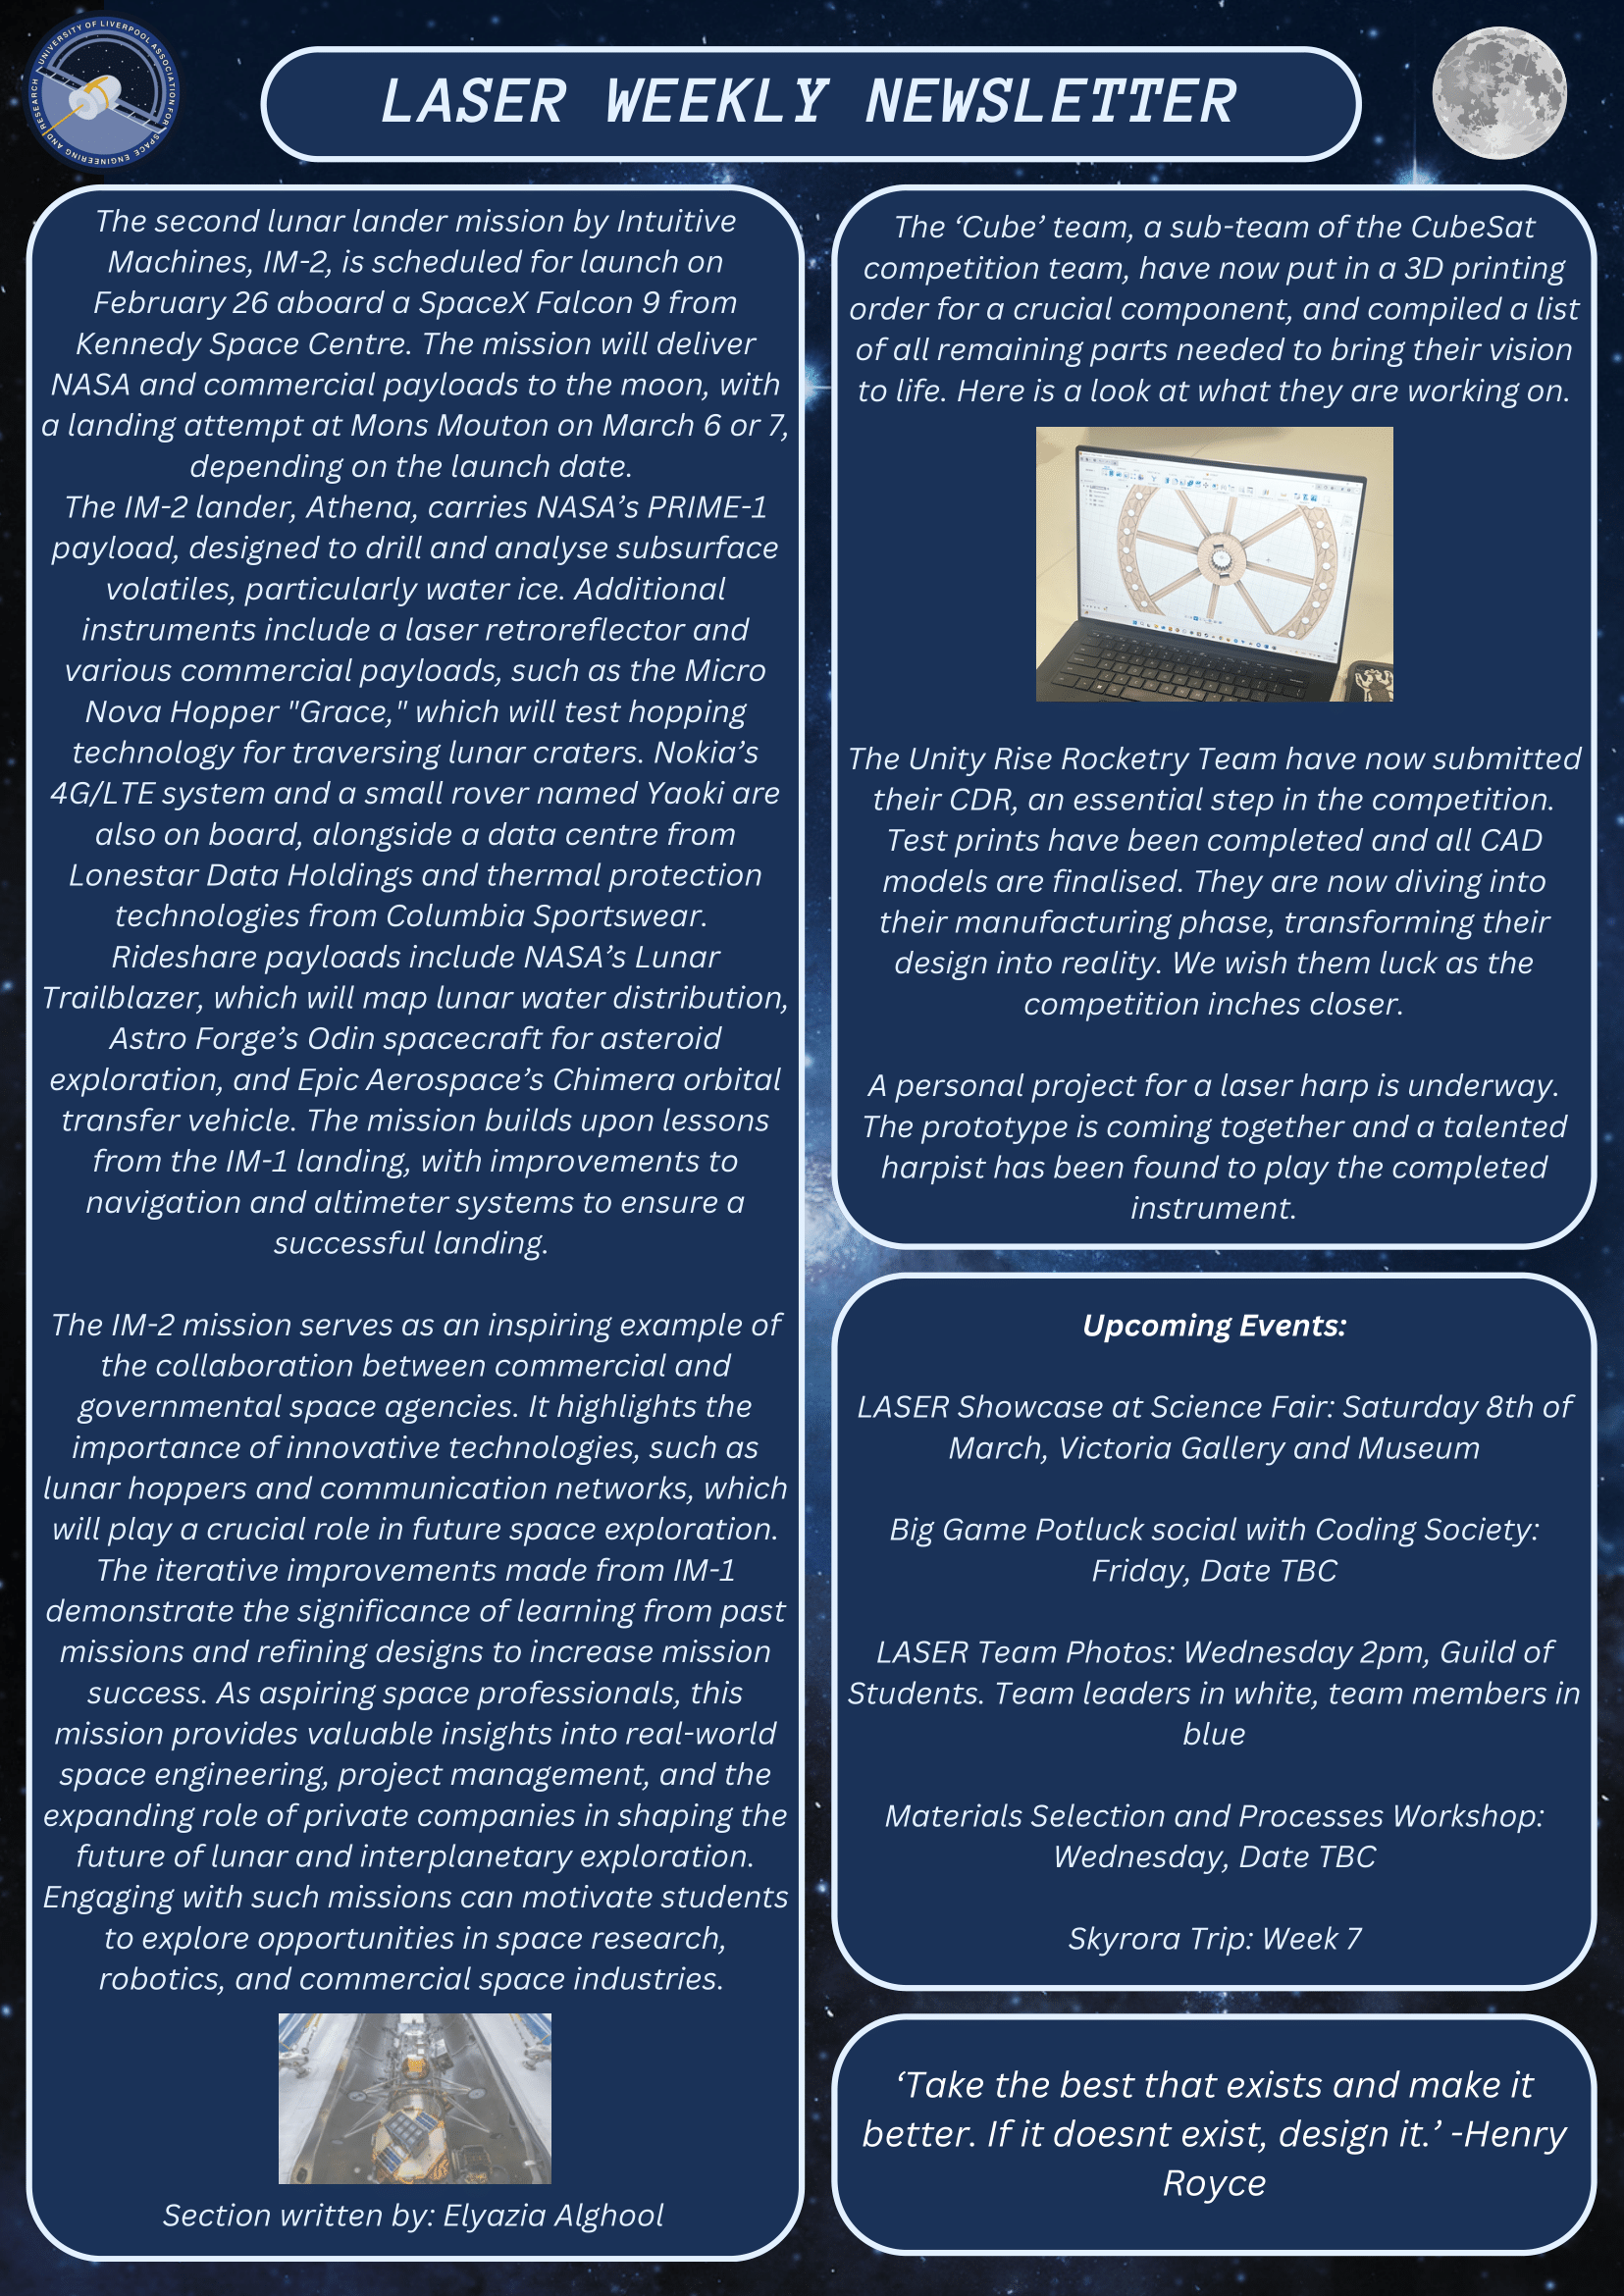 UNIVERSITY OF LIVERPOOL ASSOCIATION FOR SPACE ENGINEERING AND RESEARCH
LASER WEEKLY NEWSLETTER
The second lunar lander mission by Intuitive
Machines, IM-2, is scheduled for launch on
February 26 aboard a SpaceX Falcon 9 from
Kennedy Space Centre. The mission will deliver
NASA and commercial payloads to the moon, with
a landing attempt at Mons Mouton on March 6 or 7,
depending on the launch date.
The IM-2 lander, Athena, carries NASA’s PRIME-1
payload, designed to drill and analyse subsurface
volatiles, particularly water ice. Additional
instruments include a laser retroreflector and
various commercial payloads, such as the Micro
Nova Hopper "Grace," which will test hopping
technology for traversing lunar craters. Nokia’s
4G/LTE system and a small rover named Yaoki are
also on board, alongside a data centre from
Lonestar Data Holdings and thermal protection
technologies from Columbia Sportswear.
Rideshare payloads include NASA’s Lunar
Trailblazer, which will map lunar water distribution,
Astro Forge’s Odin spacecraft for asteroid
exploration, and Epic Aerospace’s Chimera orbital
transfer vehicle. The mission builds upon lessons
from the IM-1 landing, with improvements to
navigation and altimeter systems to ensure a
successful landing.
The IM-2 mission serves as an inspiring example of
the collaboration between commercial and
governmental space agencies. It highlights the
importance of innovative technologies, such as
lunar hoppers and communication networks, which
will play a crucial role in future space exploration.
The iterative improvements made from IM-1
demonstrate the significance of learning from past
missions and refining designs to increase mission
success. As aspiring space professionals, this
mission provides valuable insights into real-world
space engineering, project management, and the
expanding role of private companies in shaping the
future of lunar and interplanetary exploration.
Engaging with such missions can motivate students
to explore opportunities in space research,
robotics, and commercial space industries.
Section written by: Elyazia Alghool
The ‘Cube’ team, a sub-team of the CubeSat
competition team, have now put in a 3D printing
order for a crucial component, and compiled a list
of all remaining parts needed to bring their vision
to life. Here is a look at what they are working on.
The Unity Rise Rocketry Team have now submitted
their CDR, an essential step in the competition.
Test prints have been completed and all CAD
models are finalised. They are now diving into
their manufacturing phase, transforming their
design into reality. We wish them luck as the
competition inches closer.
A personal project for a laser harp is underway.
The prototype is coming together and a talented
harpist has been found to play the completed
instrument.
Upcoming Events:
LASER Showcase at Science Fair: Saturday 8th of
March, Victoria Gallery and Museum
Big Game Potluck social with Coding Society:
Friday, Date TBC
LASER Team Photos: Wednesday 2pm, Guild of
Students. Team leaders in white, team members in
blue
Materials Selection and Processes Workshop:
Wednesday, Date TBC
Skyrora Trip: Week 7
‘Take the best that exists and make it
better. If it doesnt exist, design it.’ -Henry
Royce